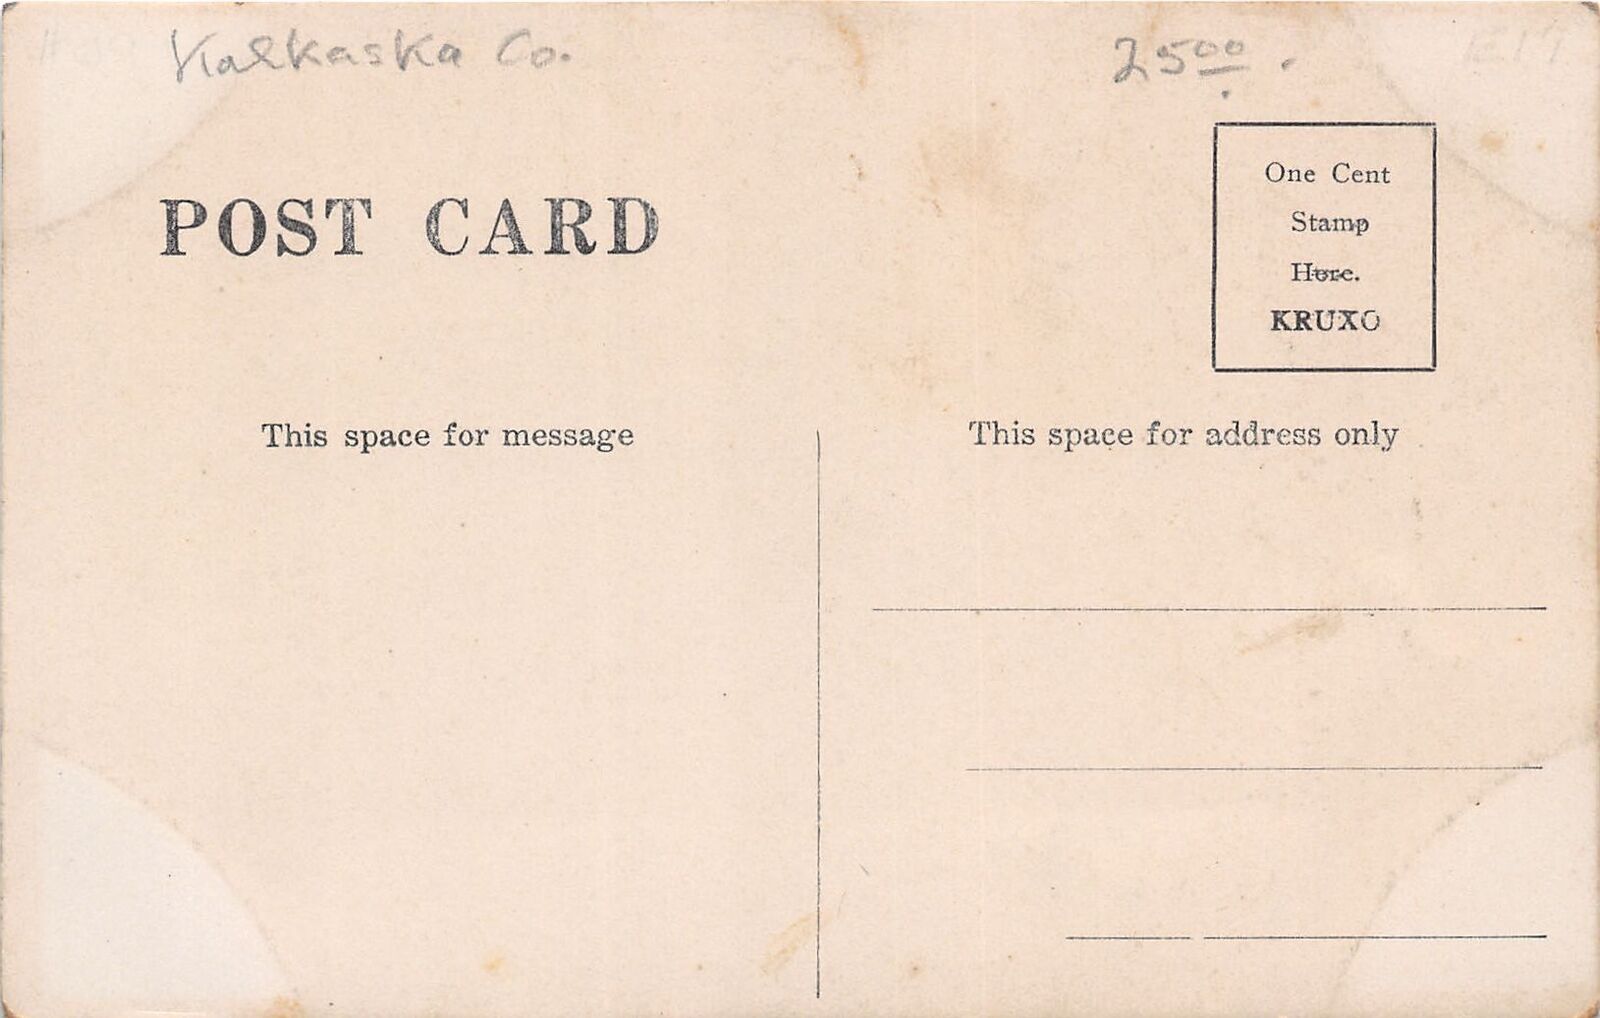 Kalkaska Co.
25⁰⁰
E17
POST CARD
One Cent
Stamp
Here.
KRUXO
This space for message
This space for address only